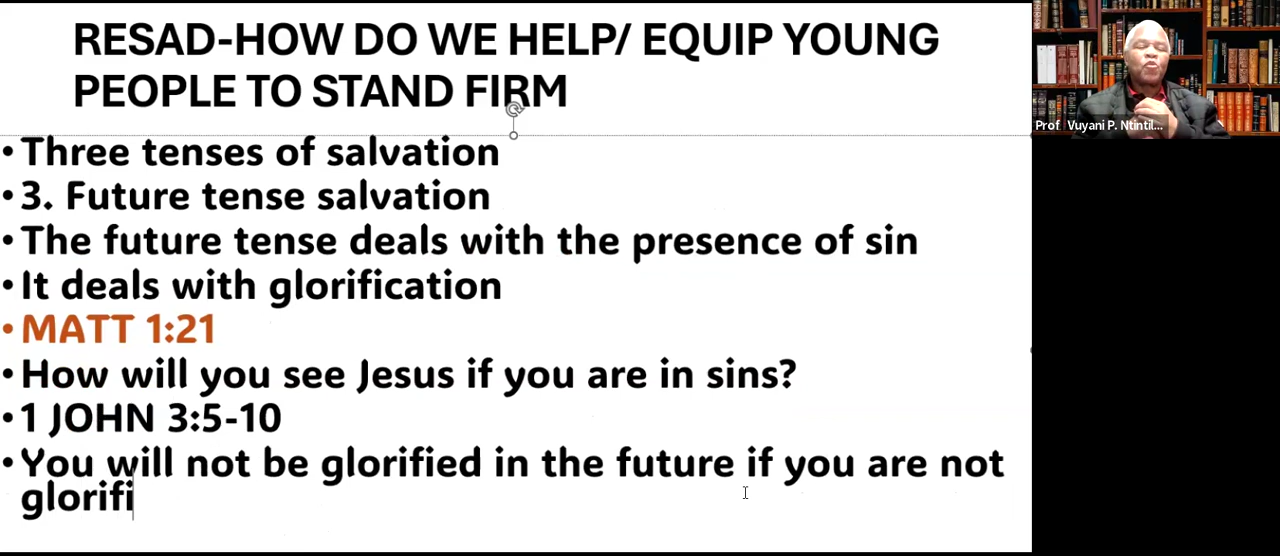 RESAD-HOW DO WE HELP/ EQUIP YOUNG
PEOPLE TO STAND FIRM
• Three tenses of salvation
• 3. Future tense salvation
• The future tense deals with the presence of sin
• It deals with glorification
• MATT 1:21
• How will you see Jesus if you are in sins?
• 1 JOHN 3:5-10
• You will not be glorified in the future if you are not
glorifi
Prof Vuyani P. Ntintil...